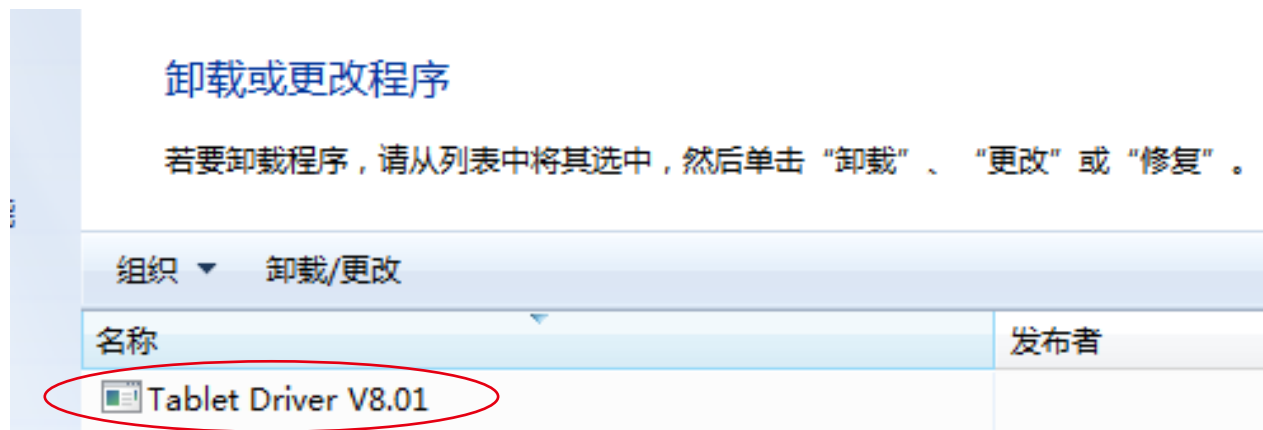 卸载或更改程序
若要卸载程序，请从列表中将其选中，然后单击“卸载”、“更改”或“修复”。
组织 卸载/更改
名称 发布者
Tablet Driver V8.01